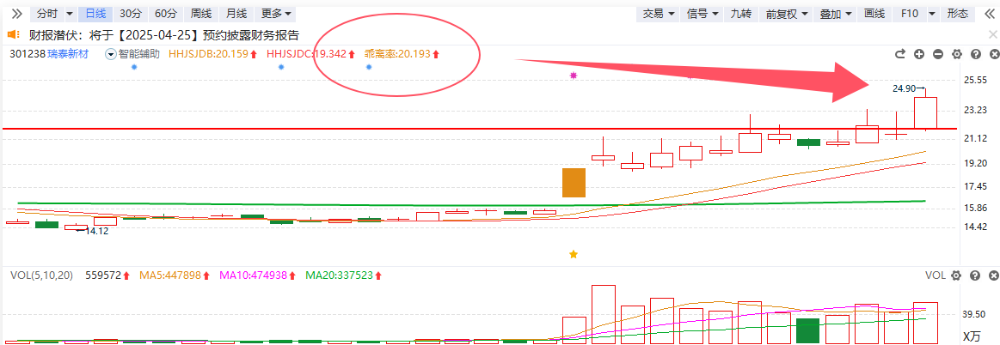 分时 日线 30分 60分 周线 月线 更多 交易 信号 九转 前复权 叠加 画线 F10 形态
财报潜伏：将于【2025-04-25】预约披露财务报告
301238 瑞泰新材 智能辅助 HHJSJDB:20.159 HHJSJDC:19.342 乖离率:20.193
25.55
24.90
23.23
21.12
19.20
17.45
15.86
14.42
14.12
VOL(5,10,20) 559572 MA5:447898 MA10:474938 MA20:337523 VOL
39.50
X万